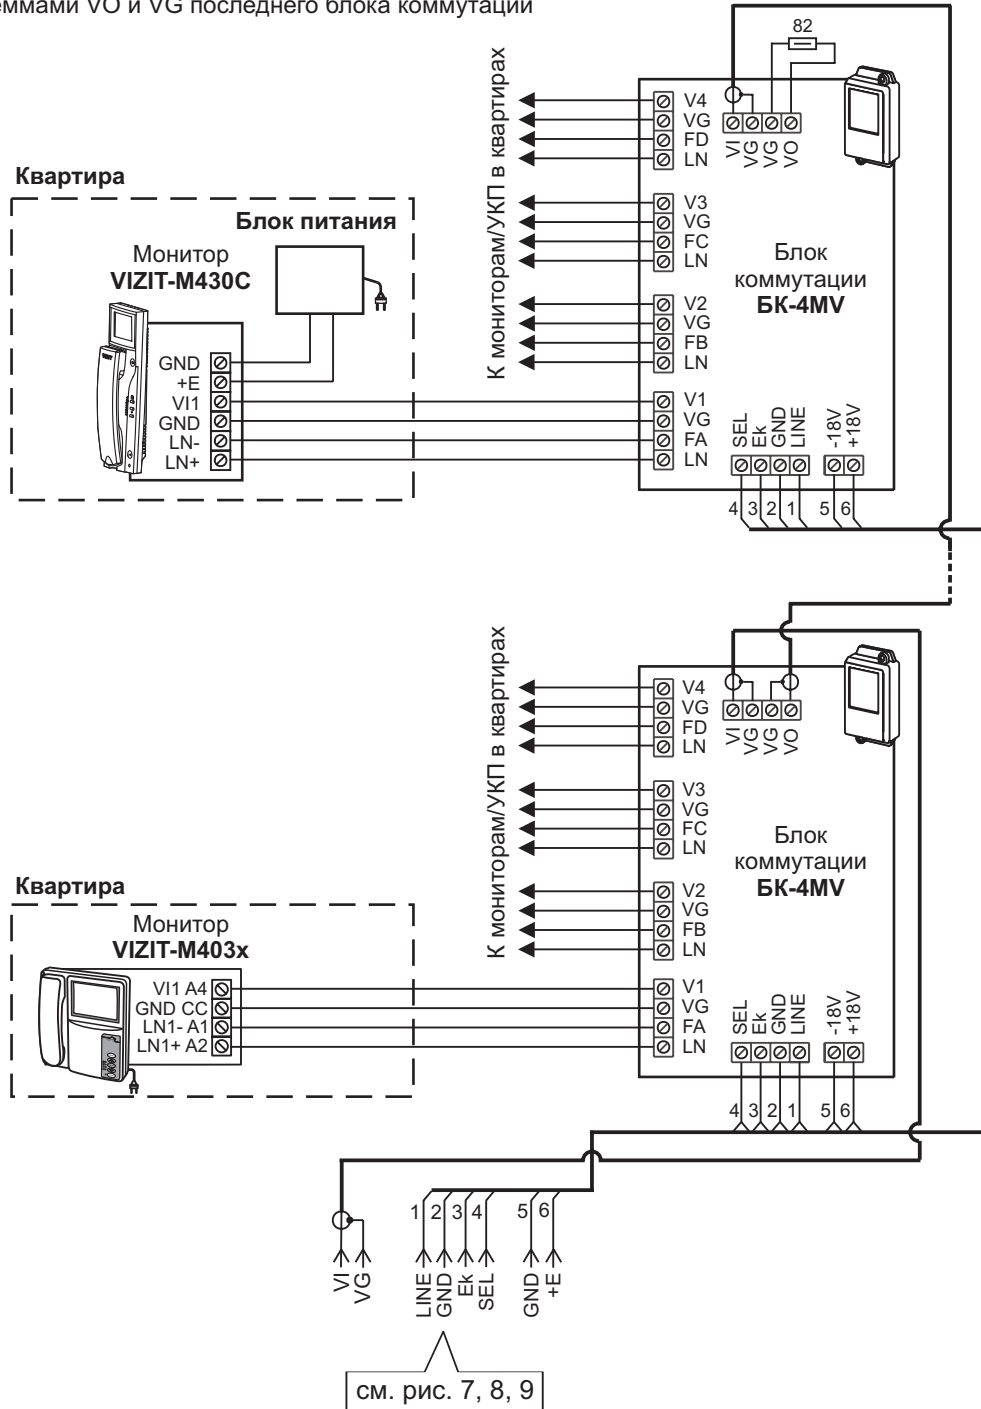 еммами VO и VG последнего блока коммутации
82
К мониторам/УКП в квартирах
V4
VG
FD
LN
VI
VG
VG
VO
Квартира
Блок питания
Монитор
VIZIT-M430C
GND
+E
VI1
GND
LN-
LN+
V3
VG
FC
LN
Блок
коммутации
БК-4MV
V2
VG
FB
LN
V1
VG
FA
LN
SEL
Ek
GND
LINE
-18V
+18V
4 3 2 1 5 6
К мониторам/УКП в квартирах
V4
VG
FD
LN
VI
VG
VG
VO
V3
VG
FC
LN
Блок
коммутации
БК-4MV
V2
VG
FB
LN
Квартира
Монитор
VIZIT-M403x
VI1 A4
GND CC
LN1- A1
LN1+ A2
V1
VG
FA
LN
SEL
Ek
GND
LINE
-18V
+18V
4 3 2 1 5 6
1 2 3 4 5 6
VI
VG
LINE
GND
Ek
SEL
GND
+E
см. рис. 7, 8, 9